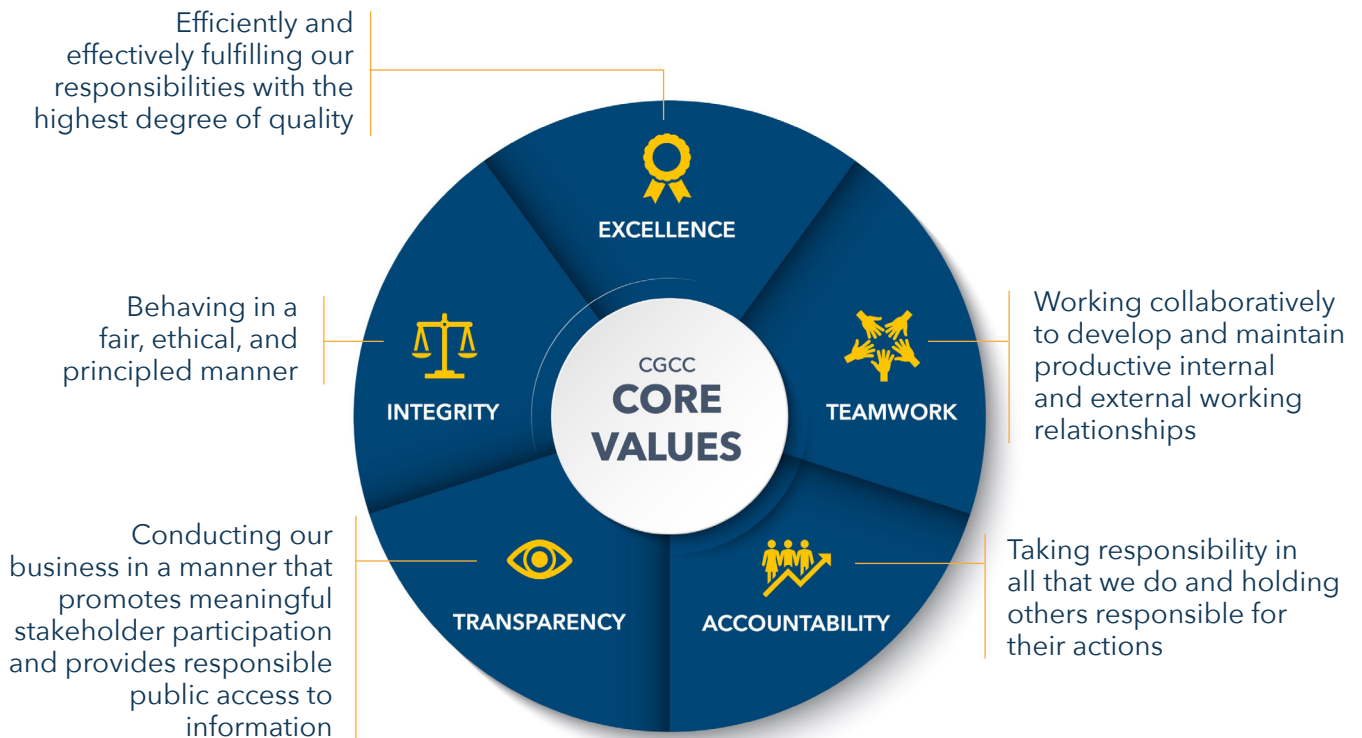 Efficiently and
effectively fulfilling our
responsibilities with the
highest degree of quality
EXCELLENCE
Behaving in a
fair, ethical, and
principled manner
INTEGRITY
CGCC
CORE
VALUES
TEAMWORK
Working collaboratively
to develop and maintain
productive internal
and external working
relationships
Conducting our
business in a manner that
promotes meaningful
stakeholder participation
and provides responsible
public access to
information
TRANSPARENCY
ACCOUNTABILITY
Taking responsibility in
all that we do and holding
others responsible for
their actions